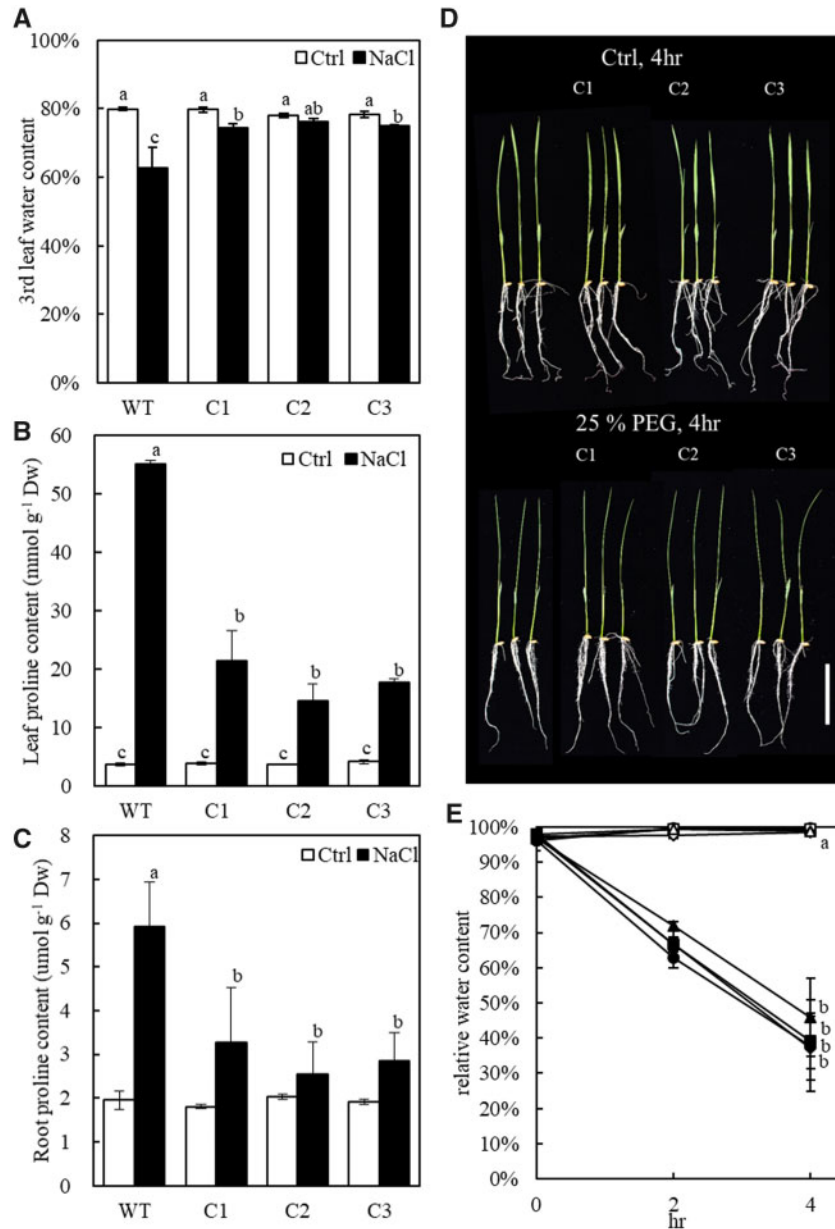 A
100%
80%
60%
40%
20%
0%
3rd leaf water content
Ctrl NaCl
a a a a
c b ab b
WT C1 C2 C3
B
60
50
40
30
20
10
0
Leaf proline content (mmol g-1 Dw)
Ctrl NaCl
a
b b b
c c c c
WT C1 C2 C3
C
8
7
6
5
4
3
2
1
0
Root proline content (umol g-1 Dw)
Ctrl NaCl
a
b b b
WT C1 C2 C3
D
Ctrl, 4hr
C1 C2 C3
25 % PEG, 4hr
C1 C2 C3
E
100%
90%
80%
70%
60%
50%
40%
30%
20%
10%
0%
relative water content
a
b
b
b
b
0 2 4
hr